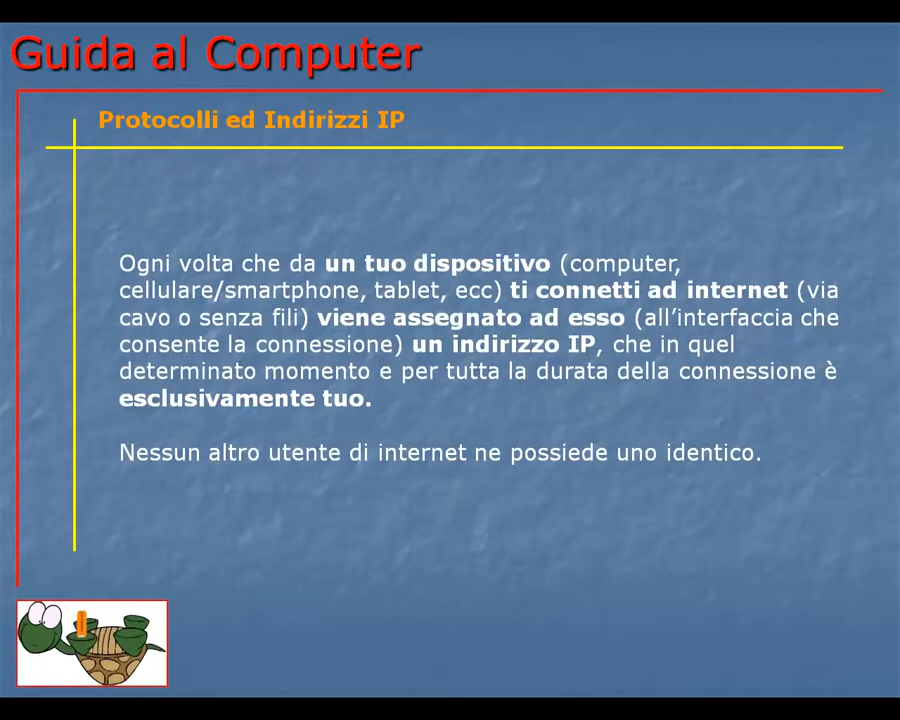 Guida al Computer
Protocolli ed Indirizzi IP
Ogni volta che da un tuo dispositivo (computer,
cellulare/smartphone, tablet, ecc) ti connetti ad internet (via
cavo o senza fili) viene assegnato ad esso (all’interfaccia che
consente la connessione) un indirizzo IP, che in quel
determinato momento e per tutta la durata della connessione è
esclusivamente tuo.
Nessun altro utente di internet ne possiede uno identico.